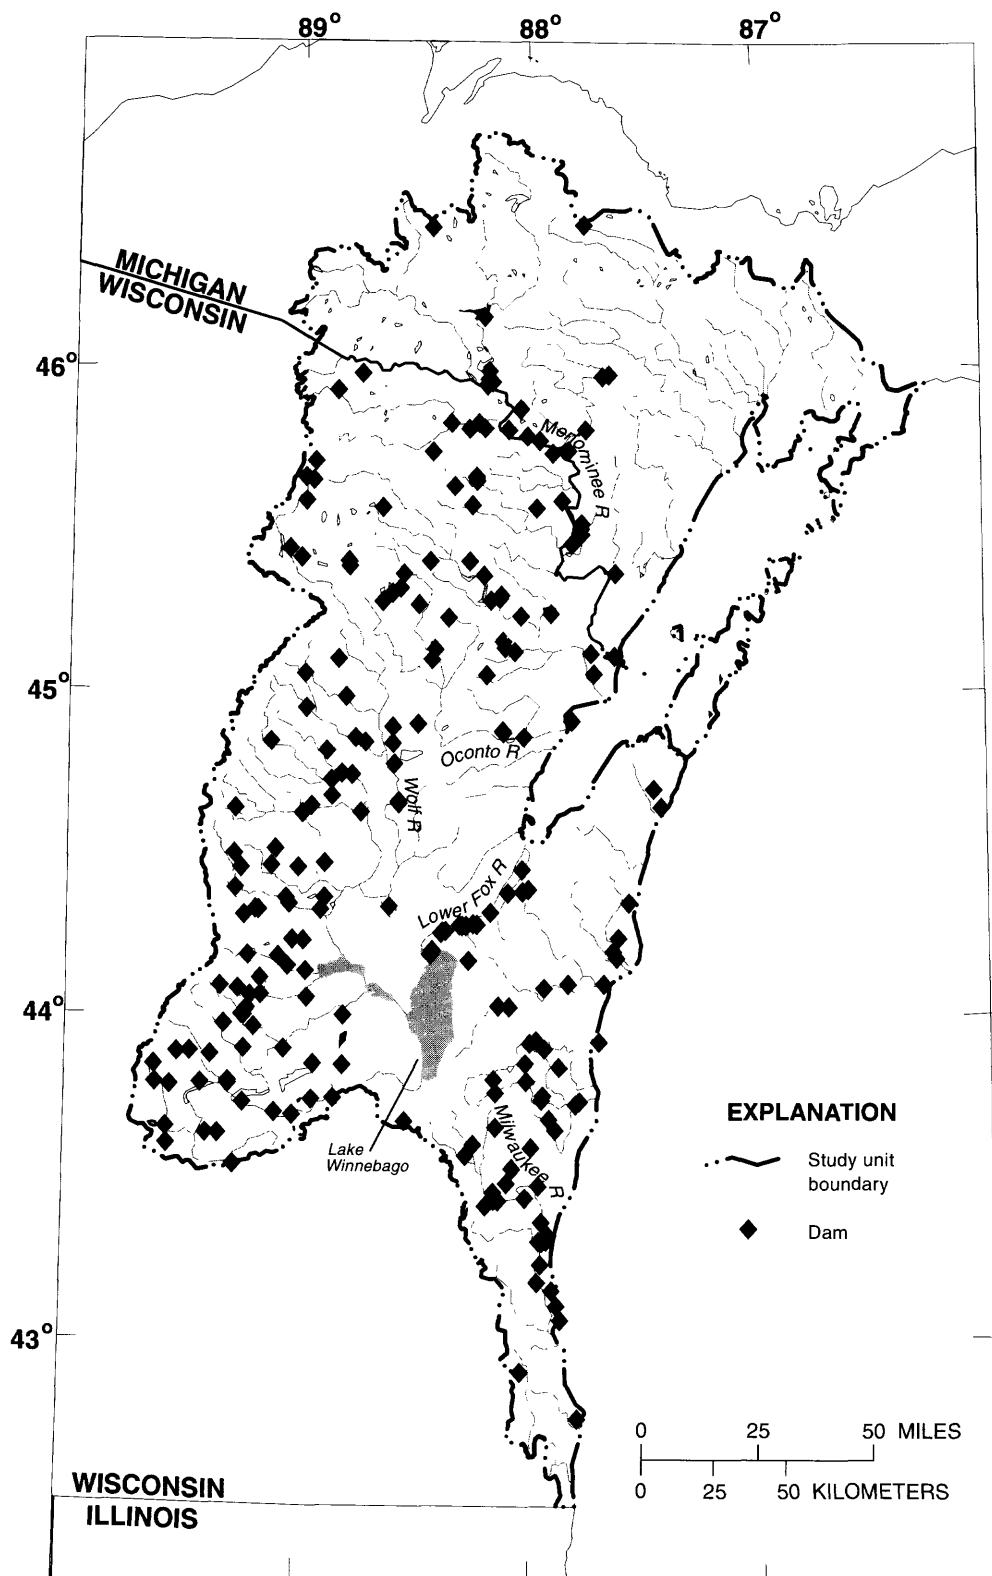 89° 88° 87°
MICHIGAN
WISCONSIN
46°
Menominee R
45°
Oconto R
Wolf R
Lower Fox R
44°
EXPLANATION
Milwaukee R
Lake
Winnebago
Study unit
boundary
Dam
43°
0 25 50 MILES
0 25 50 KILOMETERS
WISCONSIN
ILLINOIS